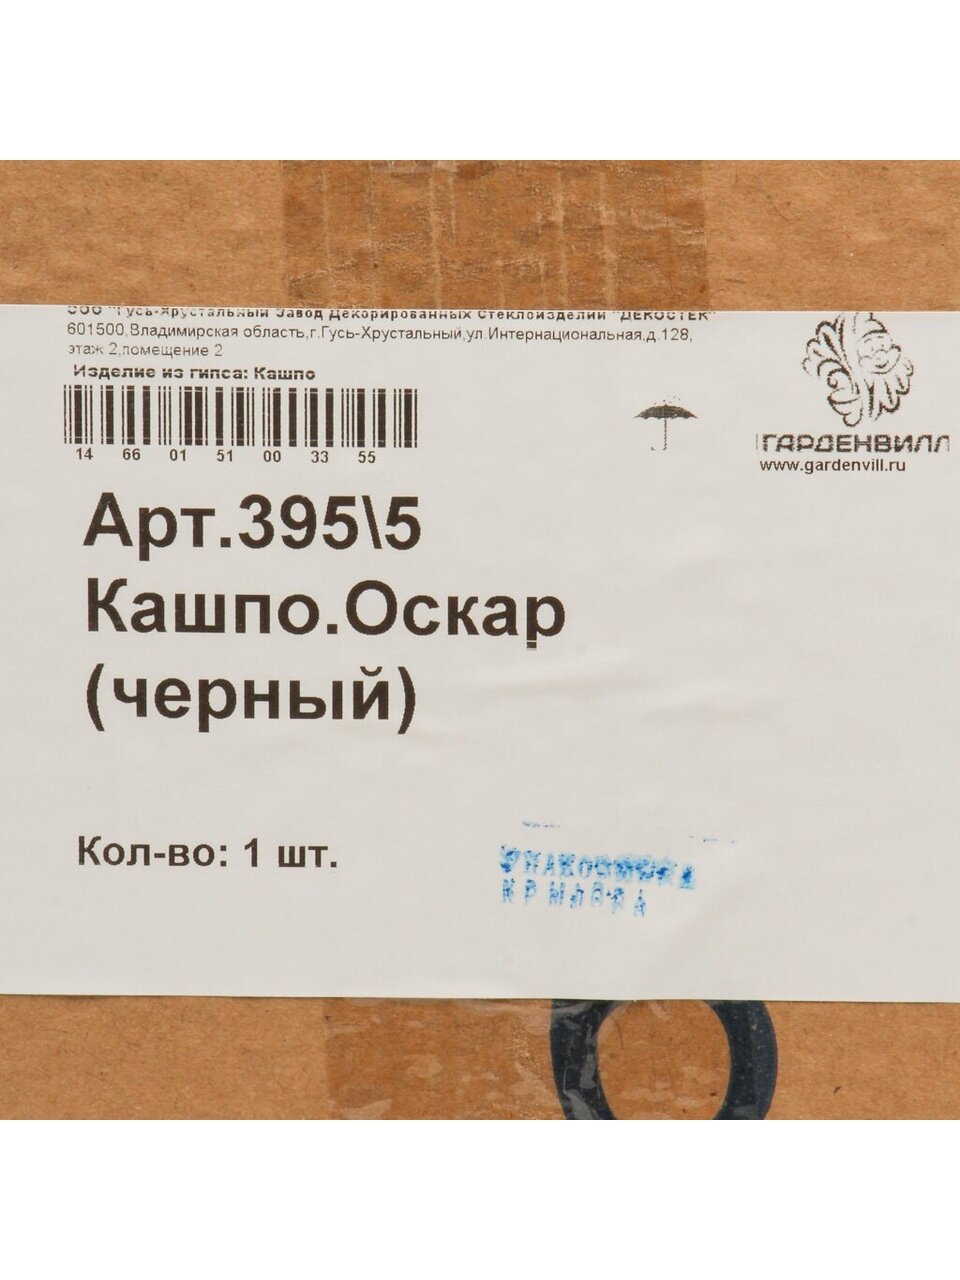 ООО "Гусь-Хрустальный Завод Декорированных Стеклоизделий "ДЕКОСТЕК"
601500,Владимирская область,г.Гусь-Хрустальный,ул.Интернациональная,д.128,
этаж 2,помещение 2
Изделие из гипса: Кашпо
14 66 01 51 00 33 55
ГАРДЕНВИЛЛ
www.gardenvill.ru
Арт.395\5
Кашпо.Оскар
(черный)
Кол-во: 1 шт.